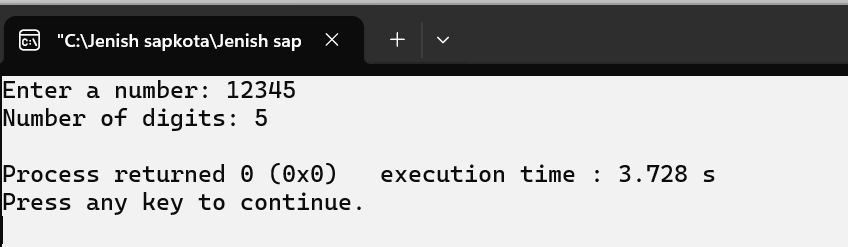 "C:\Jenish sapkota\Jenish sap
Enter a number: 12345
Number of digits: 5
Process returned 0 (0x0)   execution time : 3.728 s
Press any key to continue.